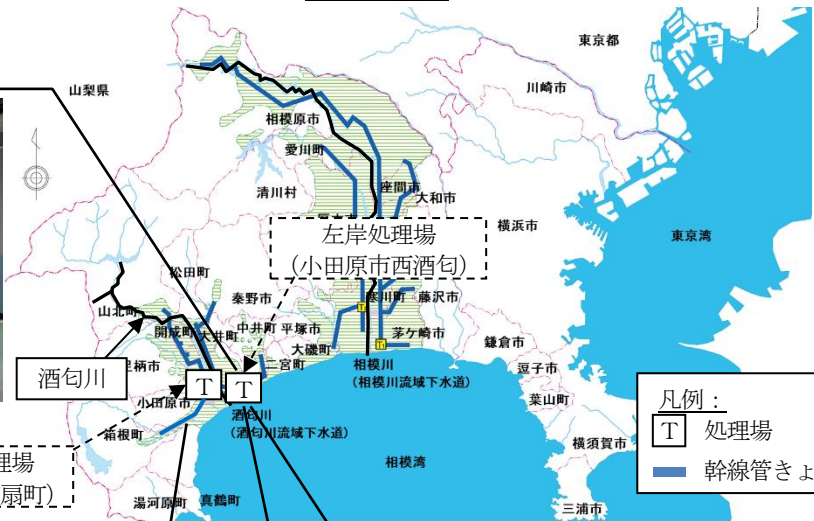 東京都
山梨県
川崎市
相模原市
愛川町
座間市
大和市
清川村
横浜市
東京湾
左岸処理場
(小田原市西酒匂)
松田町
秦野市
寒川町
藤沢市
山北町
開成町
大井町
中井町
平塚市
茅ケ崎市
大磯町
鎌倉市
二宮町
相模川
(相模川流域下水道)
逗子市
葉山町
酒匂川
T
T
小田原市
酒匂川
(酒匂川流域下水道)
箱根町
相模湾
横須賀市
扇町)
湯河原町
真鶴町
三浦市
凡例：
T 処理場
幹線管きょ